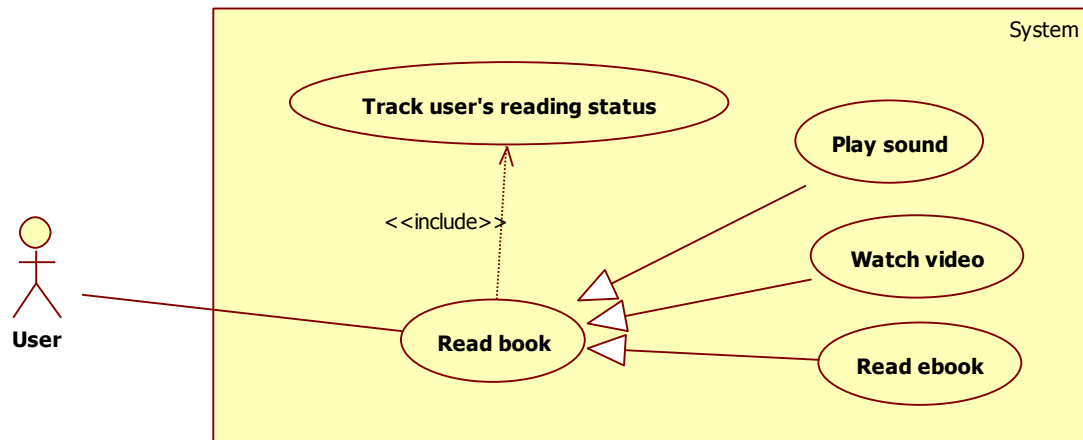 System
Track user's reading status
Play sound
<<include>>
Watch video
User
Read book
Read ebook